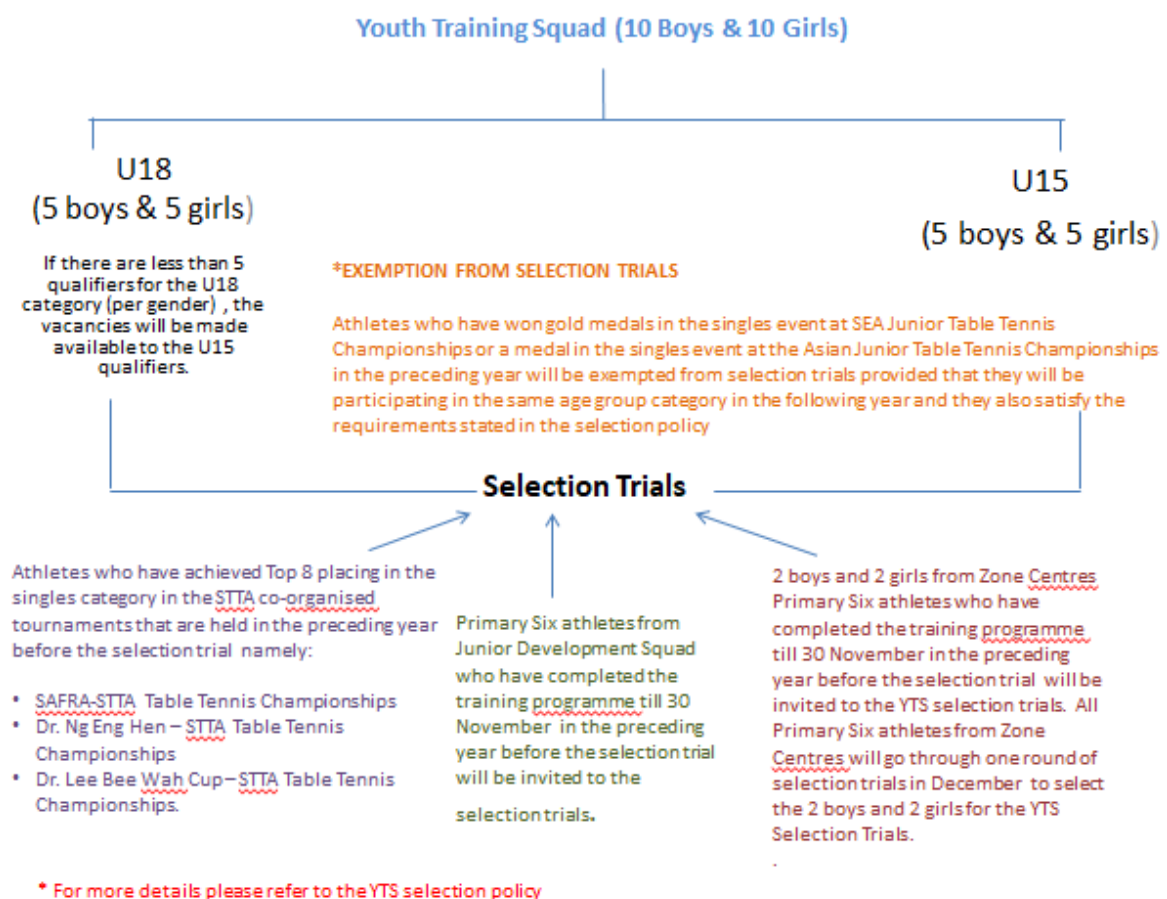 Youth Training Squad (10 Boys & 10 Girls)
U18
(5 boys & 5 girls)
U15
(5 boys & 5 girls)
If there are less than 5
qualifiers for the U18
category (per gender) , the
vacancies will be made
available to the U15
qualifiers.
*EXEMPTION FROM SELECTION TRIALS
Athletes who have won gold medals in the singles event at SEA Junior Table Tennis
Championships or a medal in the singles event at the Asian Junior Table Tennis Championships
in the preceding year will be exempted from selection trials provided that they will be
participating in the same age group category in the following year and they also satisfy the
requirements stated in the selection policy
Selection Trials
Athletes who have achieved Top 8 placing in the
singles category in the STTA co-organised
tournaments that are held in the preceding year
before the selection trial namely:
• SAFRA-STTA Table Tennis Championships
• Dr. Ng Eng Hen – STTA Table Tennis
Championships
• Dr. Lee Bee Wah Cup – STTA Table Tennis
Championships.
Primary Six athletes from
Junior Development Squad
who have completed the
training programme till 30
November in the preceding
year before the selection trial
will be invited to the
selection trials.
2 boys and 2 girls from Zone Centres
Primary Six athletes who have
completed the training programme
till 30 November in the preceding
year before the selection trial will be
invited to the YTS selection trials. All
Primary Six athletes from Zone
Centres will go through one round of
selection trials in December to select
the 2 boys and 2 girls for the YTS
Selection Trials.
.
* For more details please refer to the YTS selection policy